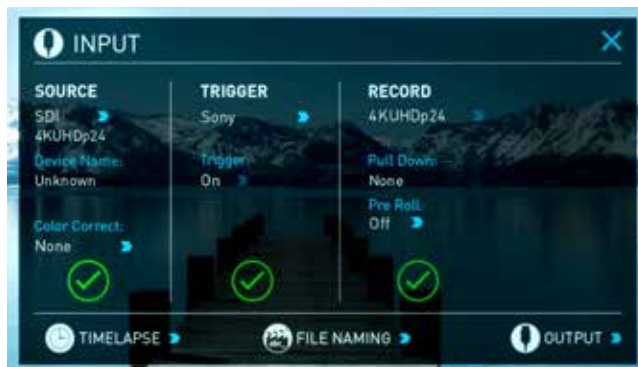 INPUT
SOURCE
SDI
4KUHDp24
Device Name:
Unknown
Color Correct:
None
TRIGGER
Sony
Trigger
On
RECORD
4KUHDp24
Pull Down:
None
Pre Roll:
Off
TIMELAPSE
FILE NAMING
OUTPUT